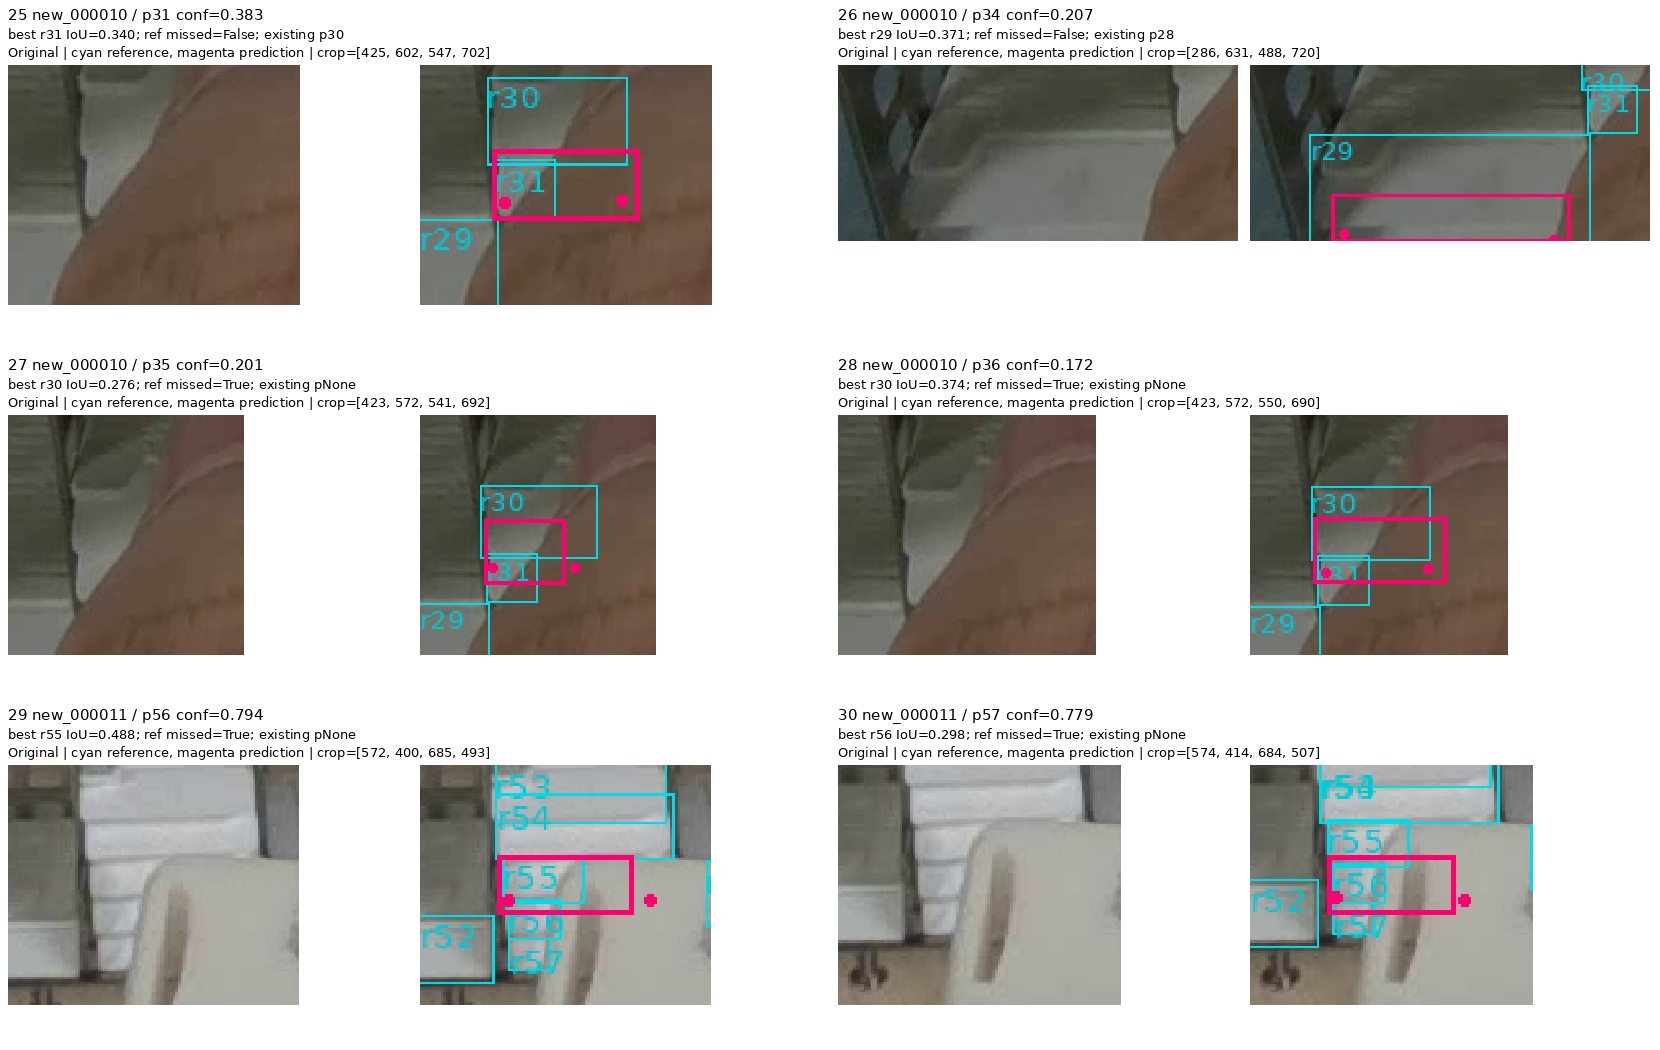 25 new_000010 / p31 conf=0.383
best r31 IoU=0.340; ref missed=False; existing p30
Original | cyan reference, magenta prediction | crop=[425, 602, 547, 702]
r30
r31
r29
26 new_000010 / p34 conf=0.207
best r29 IoU=0.371; ref missed=False; existing p28
Original | cyan reference, magenta prediction | crop=[286, 631, 488, 720]
r30
r31
r29
27 new_000010 / p35 conf=0.201
best r30 IoU=0.276; ref missed=True; existing pNone
Original | cyan reference, magenta prediction | crop=[423, 572, 541, 692]
r30
r31
r29
28 new_000010 / p36 conf=0.172
best r30 IoU=0.374; ref missed=True; existing pNone
Original | cyan reference, magenta prediction | crop=[423, 572, 550, 690]
r30
r31
r29
29 new_000011 / p56 conf=0.794
best r55 IoU=0.488; ref missed=True; existing pNone
Original | cyan reference, magenta prediction | crop=[572, 400, 685, 493]
r53
r54
r55
r56
r52
r57
30 new_000011 / p57 conf=0.779
best r56 IoU=0.298; ref missed=True; existing pNone
Original | cyan reference, magenta prediction | crop=[574, 414, 684, 507]
r55
r56
r52
r57